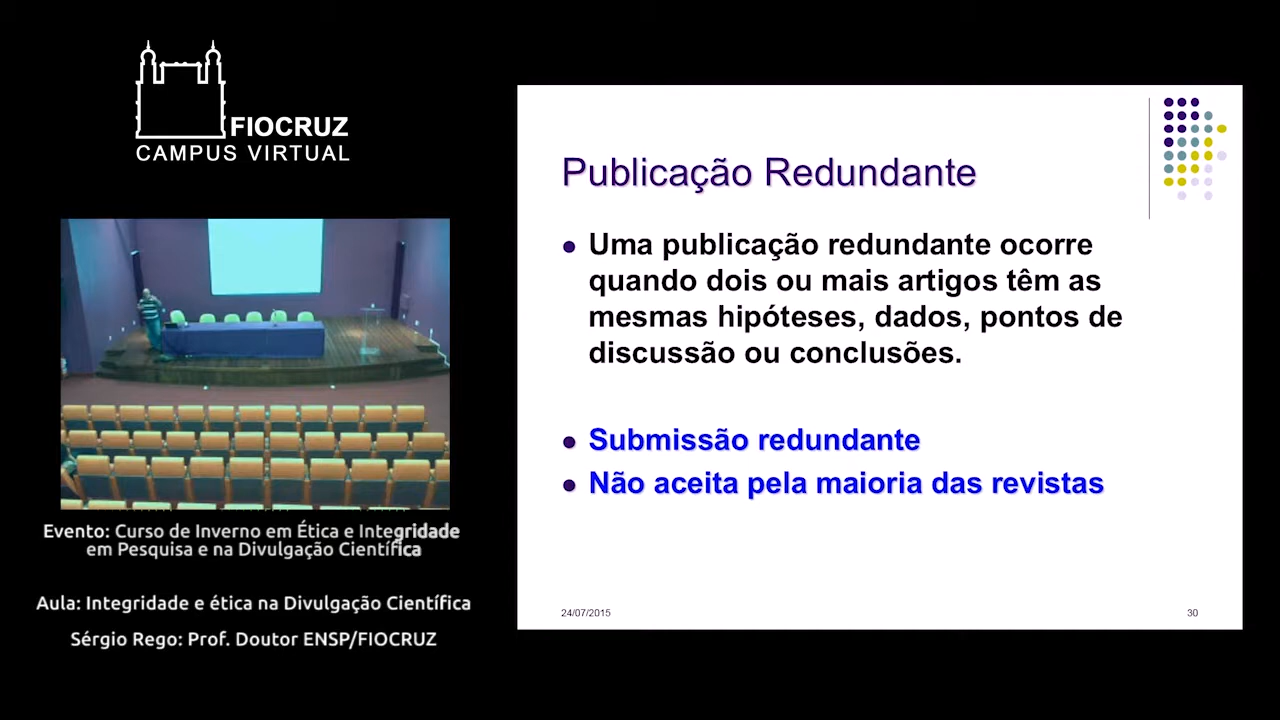 FIOCRUZ
CAMPUS VIRTUAL
Evento: Curso de Inverno em Ética e Integridade
em Pesquisa e na Divulgação Científica
Aula: Integridade e ética na Divulgação Científica
Sérgio Rego: Prof. Doutor ENSP/FIOCRUZ
Publicação Redundante
Uma publicação redundante ocorre
quando dois ou mais artigos têm as
mesmas hipóteses, dados, pontos de
discussão ou conclusões.
Submissão redundante
Não aceita pela maioria das revistas
24/07/2015
30